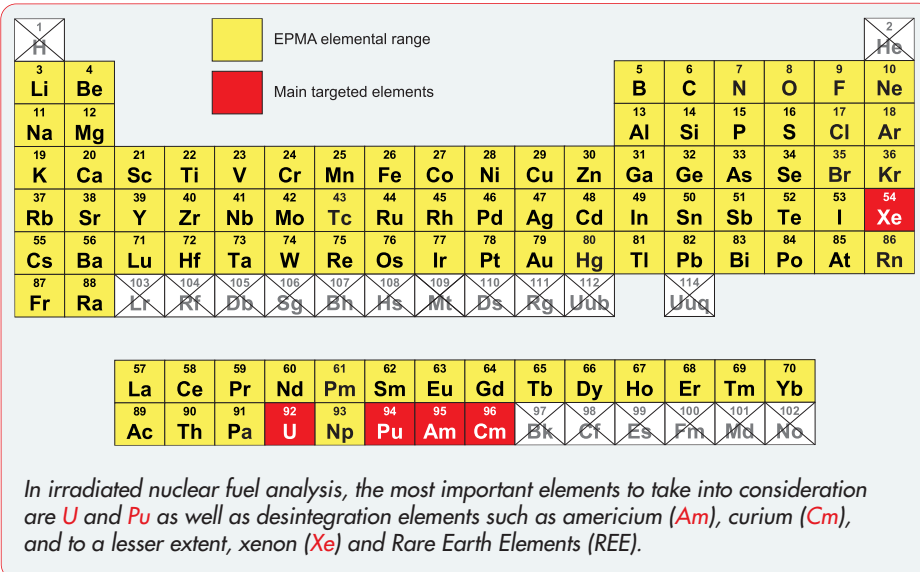 1 2
H He
EPMA elemental range
Main targeted elements
3 4 5 6 7 8 9 10
Li Be B C N O F Ne
11 12 13 14 15 16 17 18
Na Mg Al Si P S Cl Ar
19 20 21 22 23 24 25 26 27 28 29 30 31 32 33 34 35 36
K Ca Sc Ti V Cr Mn Fe Co Ni Cu Zn Ga Ge As Se Br Kr
37 38 39 40 41 42 43 44 45 46 47 48 49 50 51 52 53 54
Rb Sr Y Zr Nb Mo Tc Ru Rh Pd Ag Cd In Sn Sb Te I Xe
55 56 71 72 73 74 75 76 77 78 79 80 81 82 83 84 85 86
Cs Ba Lu Hf Ta W Re Os Ir Pt Au Hg Tl Pb Bi Po At Rn
87 88 103 104 105 106 107 108 109 110 111 112 114
Fr Ra Lr Rf Db Sg Bh Hs Mt Ds Rg Uub Uuq
57 58 59 60 61 62 63 64 65 66 67 68 69 70
La Ce Pr Nd Pm Sm Eu Gd Tb Dy Ho Er Tm Yb
89 90 91 92 93 94 95 96 97 98 99 100 101 102
Ac Th Pa U Np Pu Am Cm Bk Cf Es Fm Md No
In irradiated nuclear fuel analysis, the most important elements to take into consideration
are U and Pu as well as desintegration elements such as americium (Am), curium (Cm),
and to a lesser extent, xenon (Xe) and Rare Earth Elements (REE).